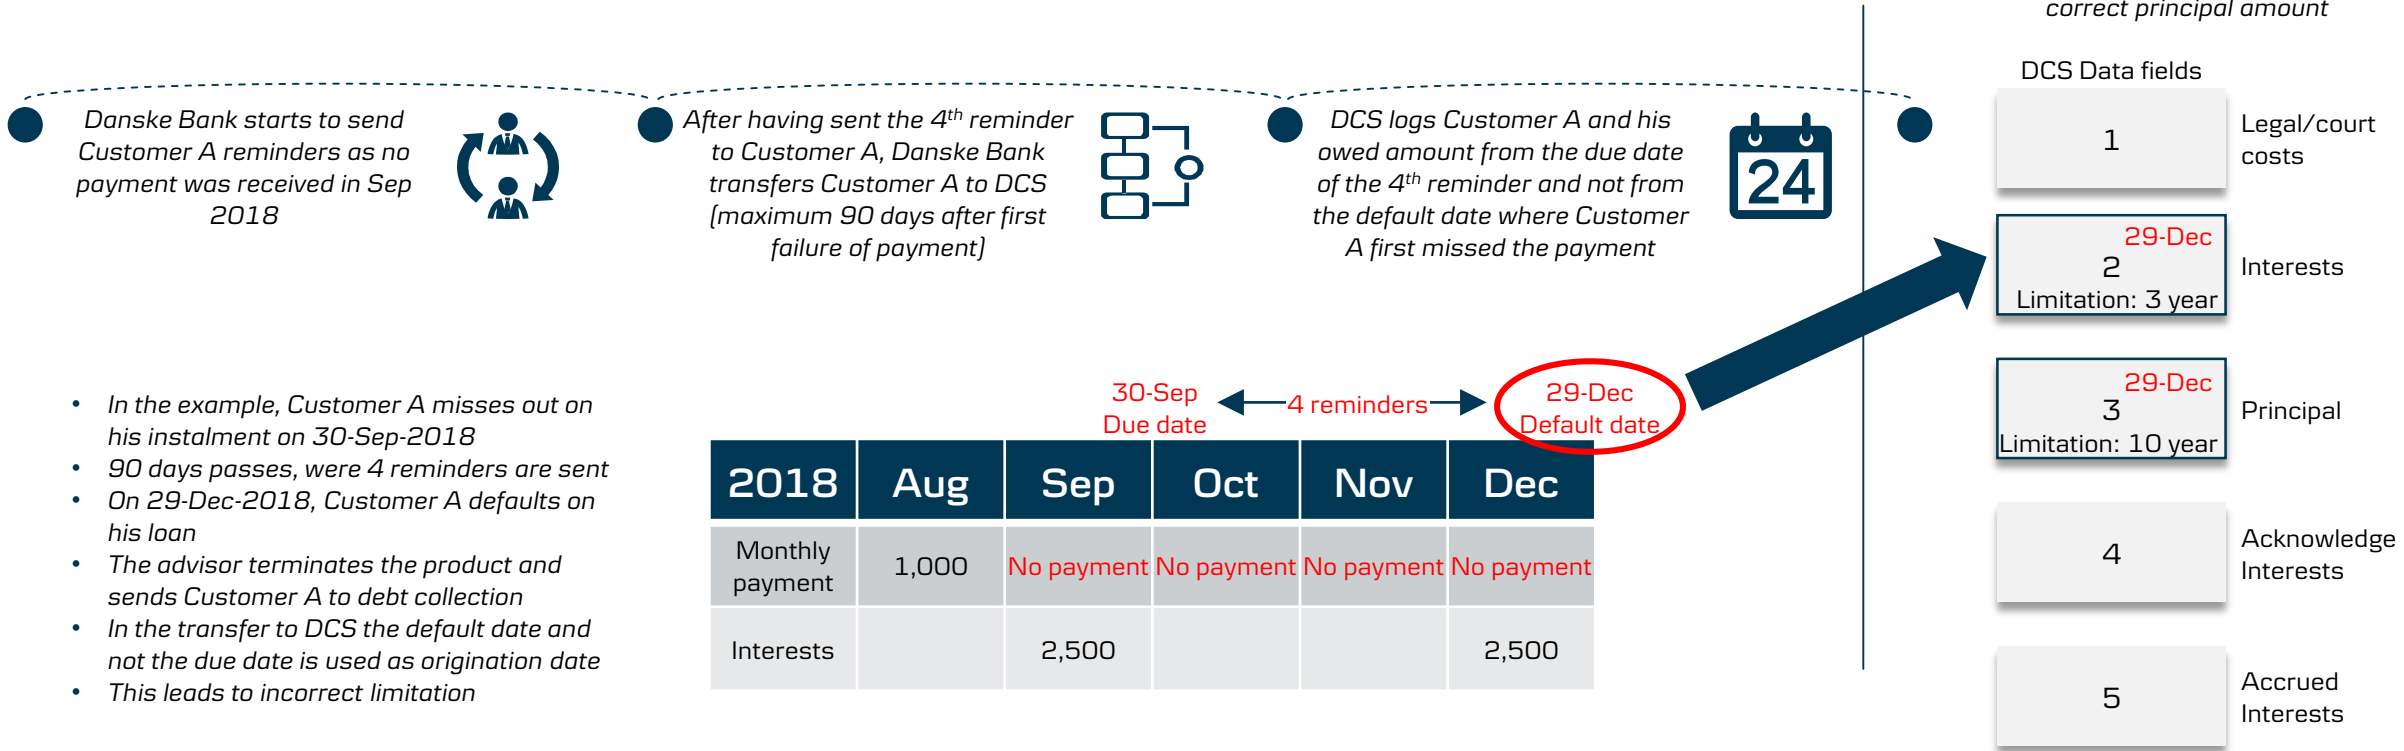 correct principal amount
DCS Data fields
Danske Bank starts to send
Customer A reminders as no
payment was received in Sep
2018
After having sent the 4th reminder
to Customer A, Danske Bank
transfers Customer A to DCS
(maximum 90 days after first
failure of payment)
DCS logs Customer A and his
owed amount from the due date
of the 4th reminder and not from
the default date where Customer
A first missed the payment
24
1
Legal/court
costs
29-Dec
2
Limitation: 3 year
Interests
29-Dec
3
Limitation: 10 year
Principal
4
Acknowledge
Interests
5
Accrued
Interests
• In the example, Customer A misses out on
his instalment on 30-Sep-2018
• 90 days passes, were 4 reminders are sent
• On 29-Dec-2018, Customer A defaults on
his loan
• The advisor terminates the product and
sends Customer A to debt collection
• In the transfer to DCS the default date and
not the due date is used as origination date
• This leads to incorrect limitation
30-Sep
Due date
4 reminders
29-Dec
Default date
2018 Aug Sep Oct Nov Dec
Monthly
payment
1,000 No payment No payment No payment No payment
Interests 2,500 2,500